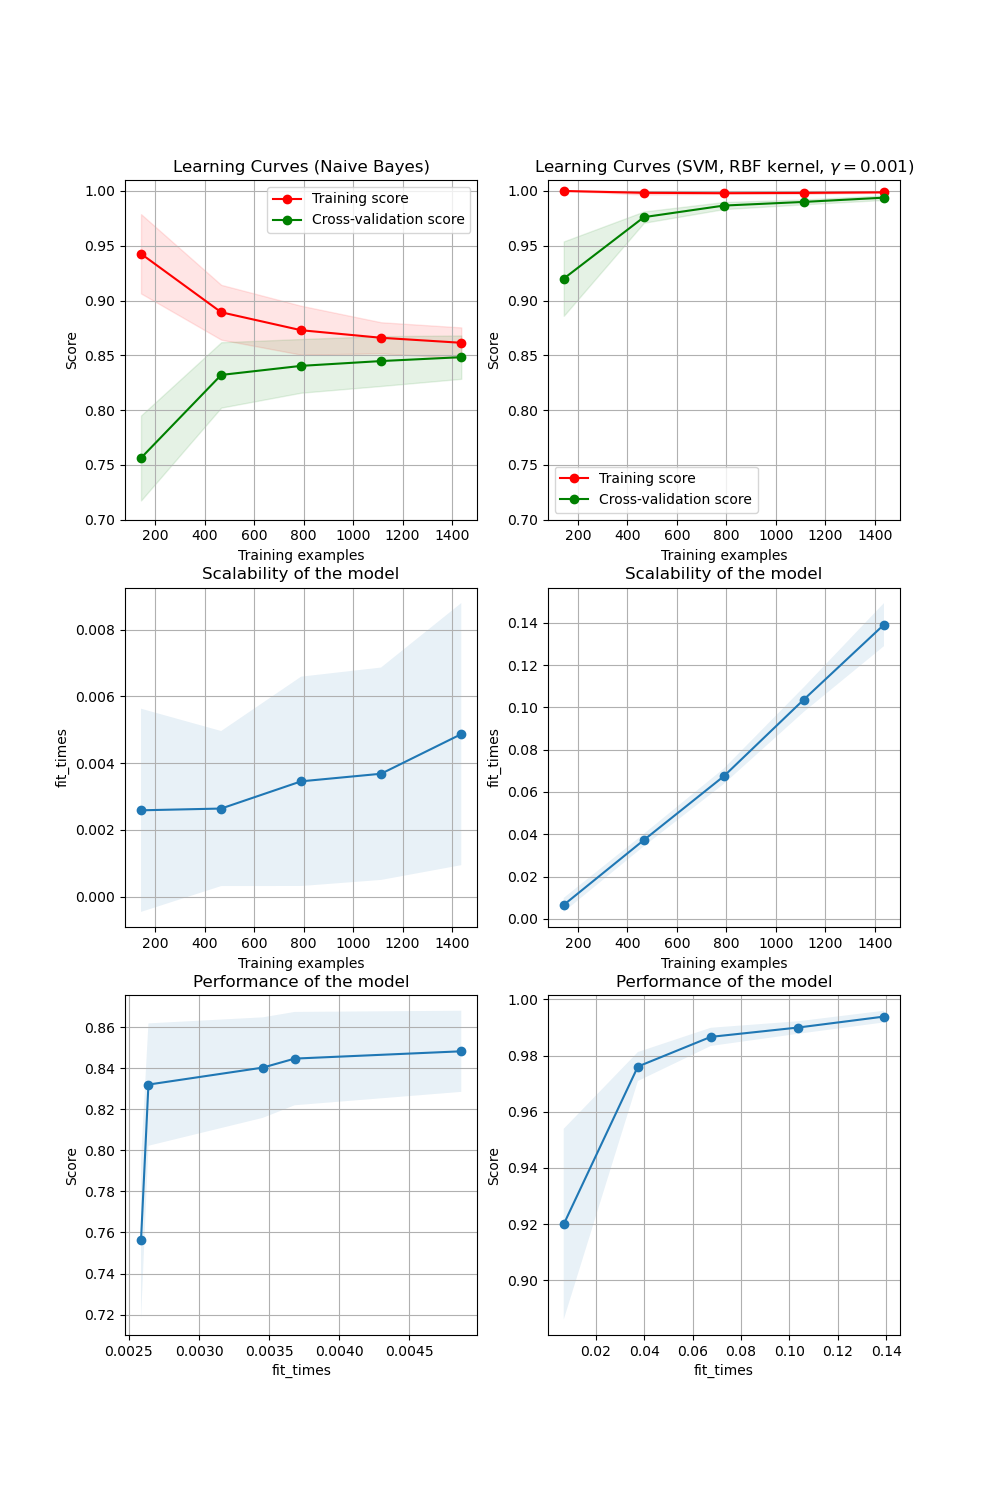 Learning Curves (Naive Bayes)
1.00
0.95
0.90
0.85
0.80
0.75
0.70
Score
Training score
Cross-validation score
200 400 600 800 1000 1200 1400
Training examples
Learning Curves (SVM, RBF kernel, γ = 0.001)
1.00
0.95
0.90
0.85
0.80
0.75
0.70
Score
Training score
Cross-validation score
200 400 600 800 1000 1200 1400
Training examples
Scalability of the model
0.008
0.006
0.004
0.002
0.000
fit_times
200 400 600 800 1000 1200 1400
Training examples
Scalability of the model
0.14
0.12
0.10
0.08
0.06
0.04
0.02
0.00
fit_times
200 400 600 800 1000 1200 1400
Training examples
Performance of the model
0.86
0.84
0.82
0.80
0.78
0.76
0.74
0.72
Score
0.0025 0.0030 0.0035 0.0040 0.0045
fit_times
Performance of the model
1.00
0.98
0.96
0.94
0.92
0.90
Score
0.02 0.04 0.06 0.08 0.10 0.12 0.14
fit_times